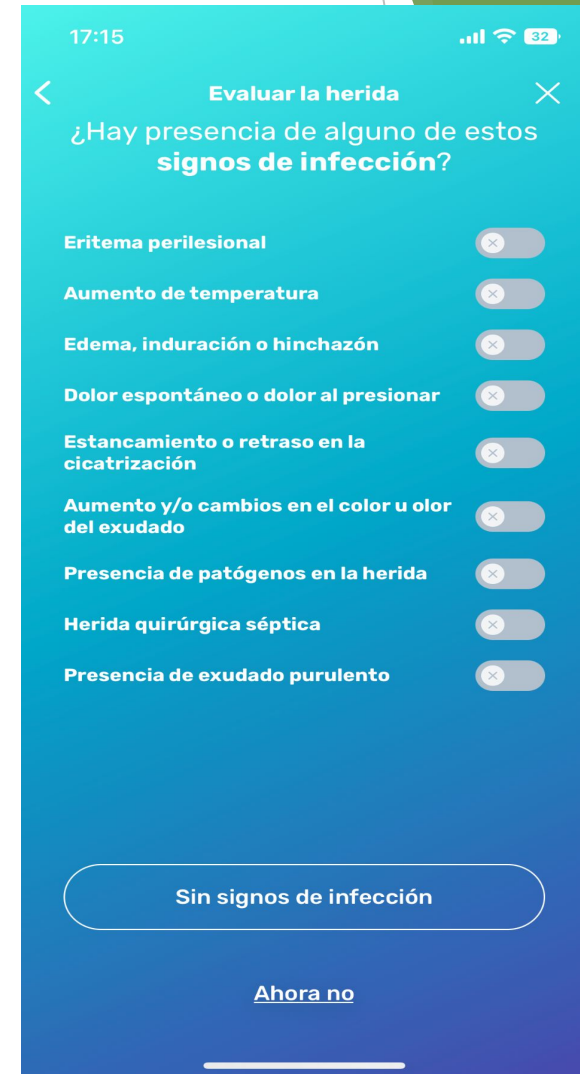 17:15
32
Evaluar la herida
¿Hay presencia de alguno de estos
signos de infección?
Eritema perilesional
Aumento de temperatura
Edema, induración o hinchazón
Dolor espontáneo o dolor al presionar
Estancamiento o retraso en la
cicatrización
Aumento y/o cambios en el color u olor
del exudado
Presencia de patógenos en la herida
Herida quirúrgica séptica
Presencia de exudado purulento
Sin signos de infección
Ahora no